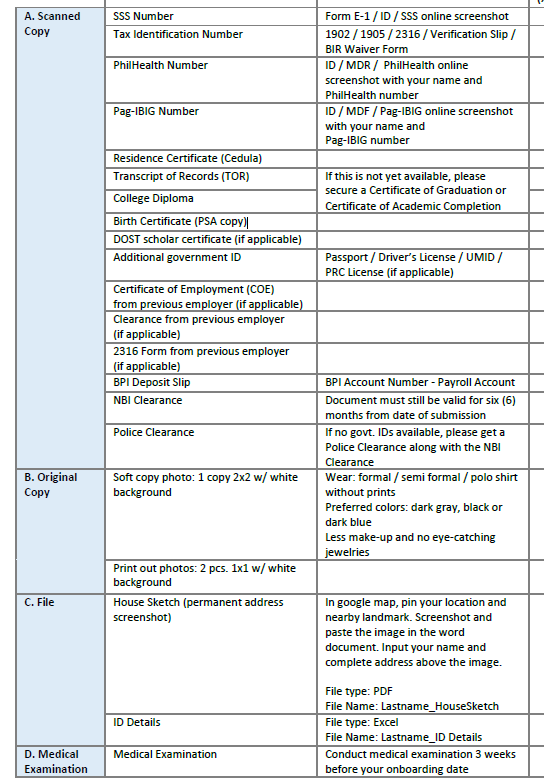 A. Scanned
Copy
SSS Number
Form E-1 / ID / SSS online screenshot
Tax Identification Number
1902 / 1905 / 2316 / Verification Slip /
BIR Waiver Form
PhilHealth Number
ID / MDR / PhilHealth online
screenshot with your name and
PhilHealth number
Pag-IBIG Number
ID / MDF / Pag-IBIG online screenshot
with your name and
Pag-IBIG number
Residence Certificate (Cedula)
Transcript of Records (TOR)
If this is not yet available, please
secure a Certificate of Graduation or
Certificate of Academic Completion
College Diploma
Birth Certificate (PSA copy)
DOST scholar certificate (if applicable)
Additional government ID
Passport / Driver's License / UMID /
PRC License (if applicable)
Certificate of Employment (COE)
from previous employer (if applicable)
Clearance from previous employer
(if applicable)
2316 Form from previous employer
(if applicable)
BPI Deposit Slip
BPI Account Number - Payroll Account
NBI Clearance
Document must still be valid for six (6)
months from date of submission
Police Clearance
If no govt. IDs available, please get a
Police Clearance along with the NBI
Clearance
B. Original
Copy
Soft copy photo: 1 copy 2x2 w/ white
background
Wear: formal / semi formal / polo shirt
without prints
Preferred colors: dark gray, black or
dark blue
Less make-up and no eye-catching
jewelries
Print out photos: 2 pcs. 1x1 w/ white
background
C. File
House Sketch (permanent address
screenshot)
In google map, pin your location and
nearby landmark. Screenshot and
paste the image in the word
document. Input your name and
complete address above the image.
File type: PDF
File Name: Lastname_HouseSketch
ID Details
File type: Excel
File Name: Lastname_ID Details
D. Medical
Examination
Medical Examination
Conduct medical examination 3 weeks
before your onboarding date